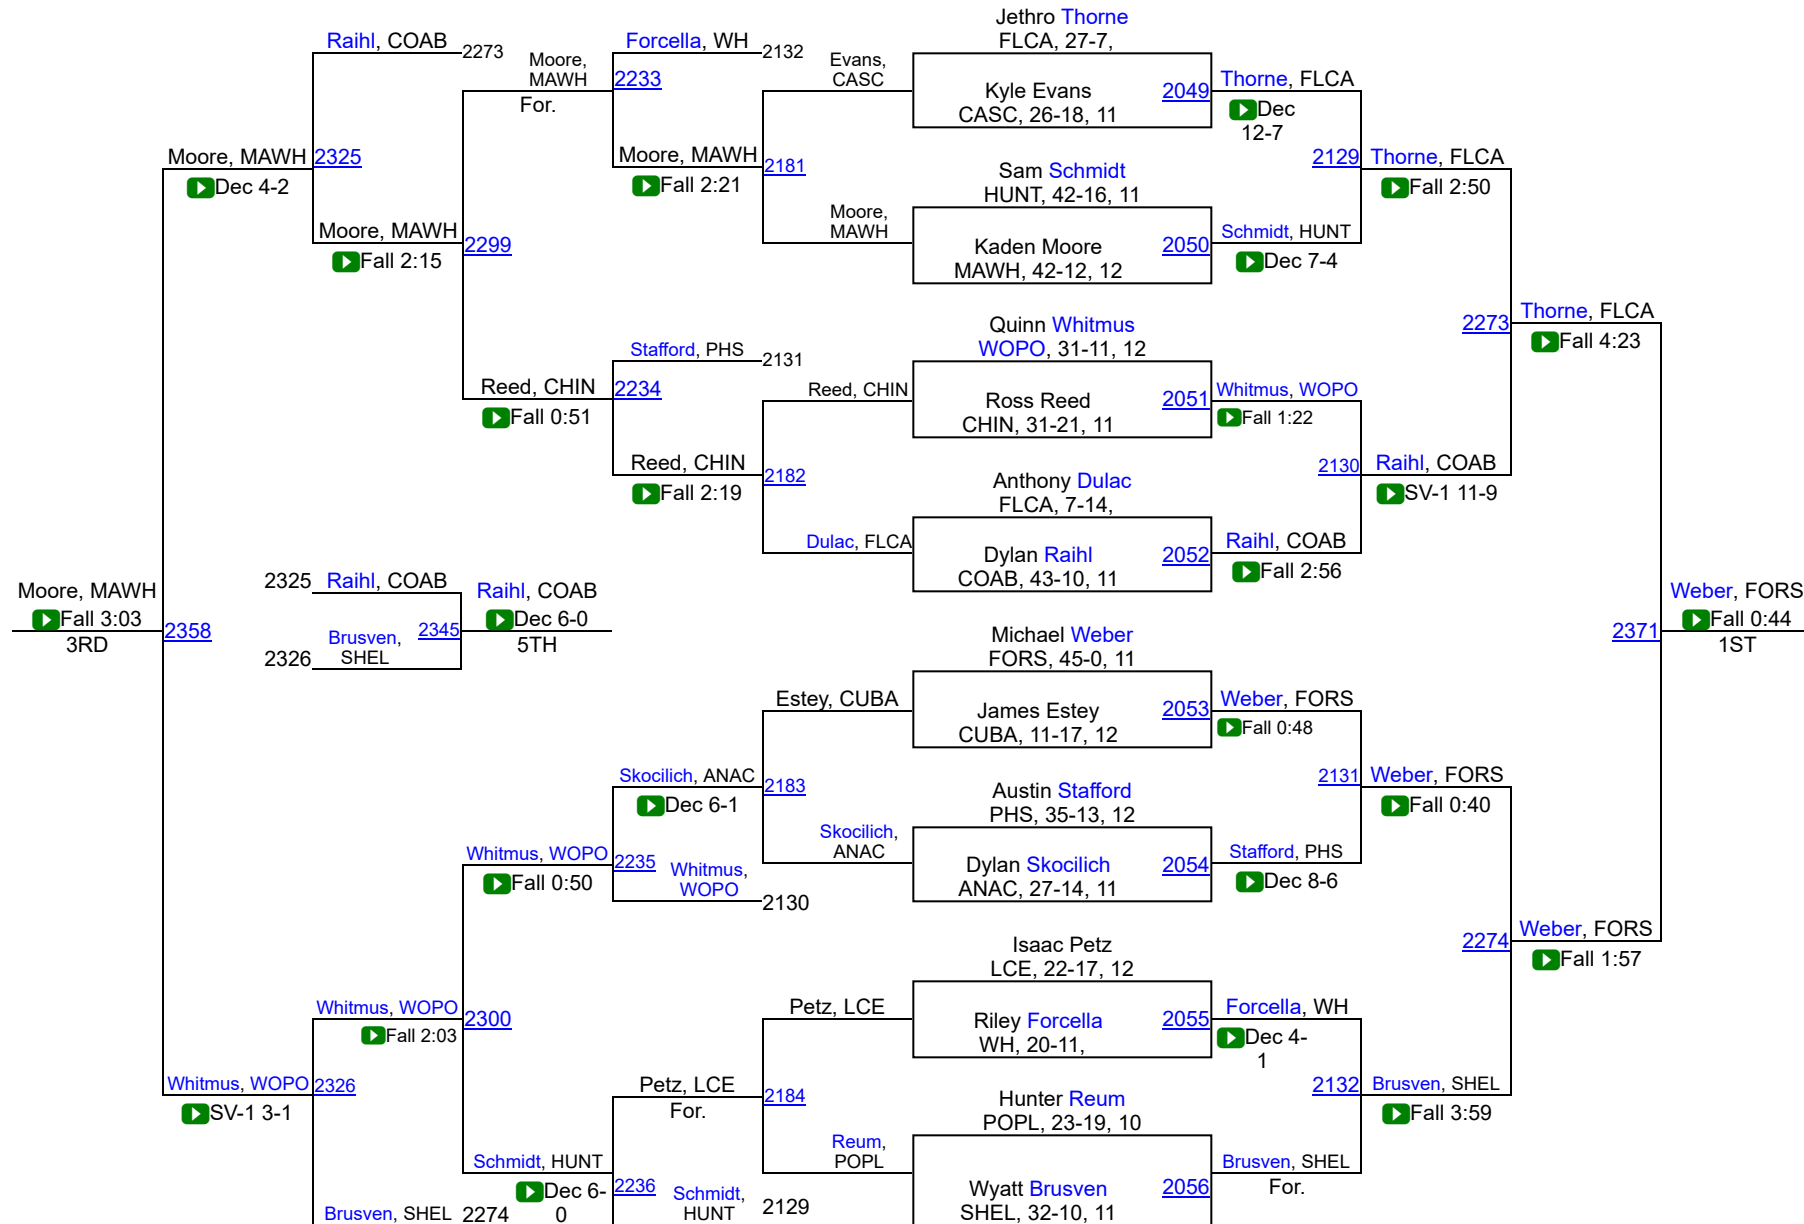 Jethro Thorne
Raihl, COAB
2273
Moore,
MAWH
For.
Forcella, WH
2132
2233
Evans,
CASC
FLCA, 27-7,
Kyle Evans
CASC, 26-18, 11
2049
Thorne, FLCA
Dec
12-7
Moore, MAWH
Dec 4-2
2325
Moore, MAWH
Fall 2:21
2181
Sam Schmidt
HUNT, 42-16, 11
2129
Thorne, FLCA
Fall 2:50
Moore, MAWH
Fall 2:15
2299
Moore,
MAWH
Kaden Moore
MAWH, 42-12, 12
2050
Schmidt, HUNT
Dec 7-4
Quinn Whitmus
WOPO, 31-11, 12
2273
Thorne, FLCA
Fall 4:23
Stafford, PHS
2131
Reed, CHIN
Fall 0:51
2234
Reed, CHIN
Ross Reed
CHIN, 31-21, 11
2051
Whitmus, WOPO
Fall 1:22
Reed, CHIN
Fall 2:19
2182
Anthony Dulac
FLCA, 7-14,
2130
Raihl, COAB
SV-1 11-9
Dulac, FLCA
Dylan Raihl
COAB, 43-10, 11
2052
Raihl, COAB
Fall 2:56
Moore, MAWH
Fall 3:03
3RD
2358
2325
Raihl, COAB
Brusven,
SHEL
2326
2345
Raihl, COAB
Dec 6-0
5TH
Michael Weber
FORS, 45-0, 11
2371
Weber, FORS
Fall 0:44
1ST
Estey, CUBA
James Estey
CUBA, 11-17, 12
2053
Weber, FORS
Fall 0:48
Skocilich, ANAC
Dec 6-1
2183
Austin Stafford
PHS, 35-13, 12
2131
Weber, FORS
Fall 0:40
Whitmus, WOPO
Fall 0:50
2235
Whitmus,
WOPO
2130
Skocilich,
ANAC
Dylan Skocilich
ANAC, 27-14, 11
2054
Stafford, PHS
Dec 8-6
Isaac Petz
LCE, 22-17, 12
2274
Weber, FORS
Fall 1:57
Whitmus, WOPO
Fall 2:03
2300
Petz, LCE
Riley Forcella
WH, 20-11,
2055
Forcella, WH
Dec 4-
1
Whitmus, WOPO
SV-1 3-1
2326
Petz, LCE
For.
2184
Hunter Reum
POPL, 23-19, 10
2132
Brusven, SHEL
Fall 3:59
Schmidt, HUNT
Dec 6-
0
2236
Schmidt,
HUNT
2129
Reum,
POPL
Wyatt Brusven
SHEL, 32-10, 11
2056
Brusven, SHEL
For.
Brusven, SHEL
2274